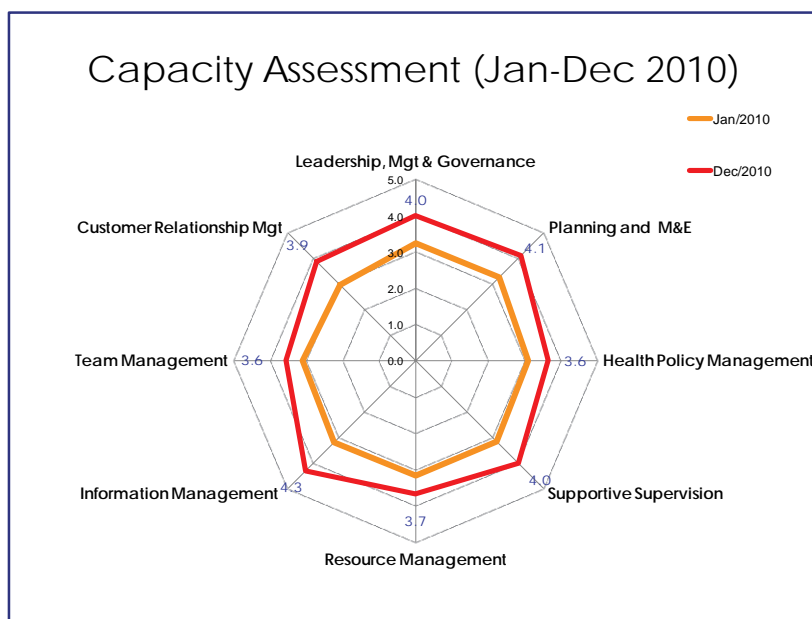 Capacity Assessment (Jan-Dec 2010)
Jan/2010
Dec/2010
Leadership, Mgt & Governance
5.0
4.0
4.0
Customer Relationship Mgt
Planning and M&E
3.9
4.1
3.0
2.0
1.0
0.0
Team Management
3.6
3.6
Health Policy Management
Information Management
4.3
4.0
Supportive Supervision
3.7
Resource Management